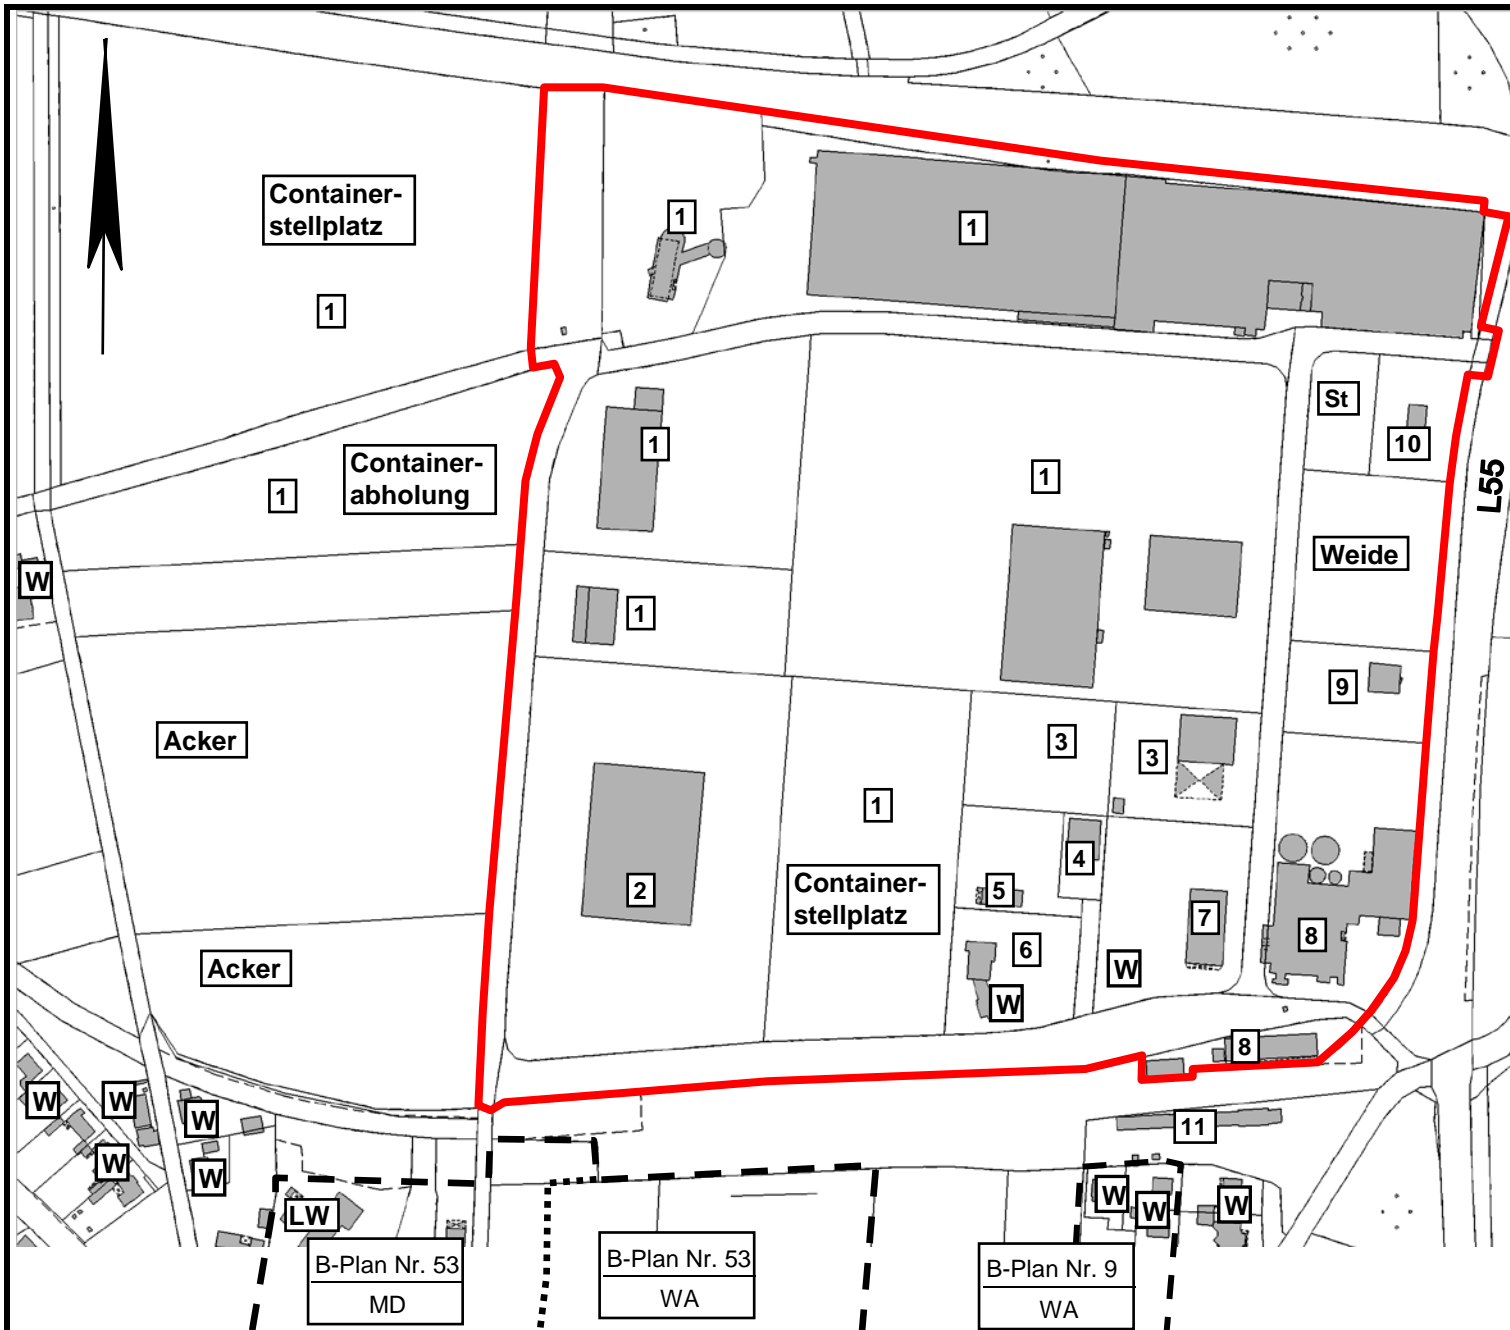 Container-
stellplatz
1
1
1
1
Container-
abholung
1
1
1
St
10
L55
W
Weide
1
9
Acker
3
3
1
2
Container-
stellplatz
4
5
7
8
6
W
W
Acker
8
W
W
W
W
W
11
LW
W
W
W
B-Plan Nr. 53
MD
B-Plan Nr. 53
WA
B-Plan Nr. 9
WA